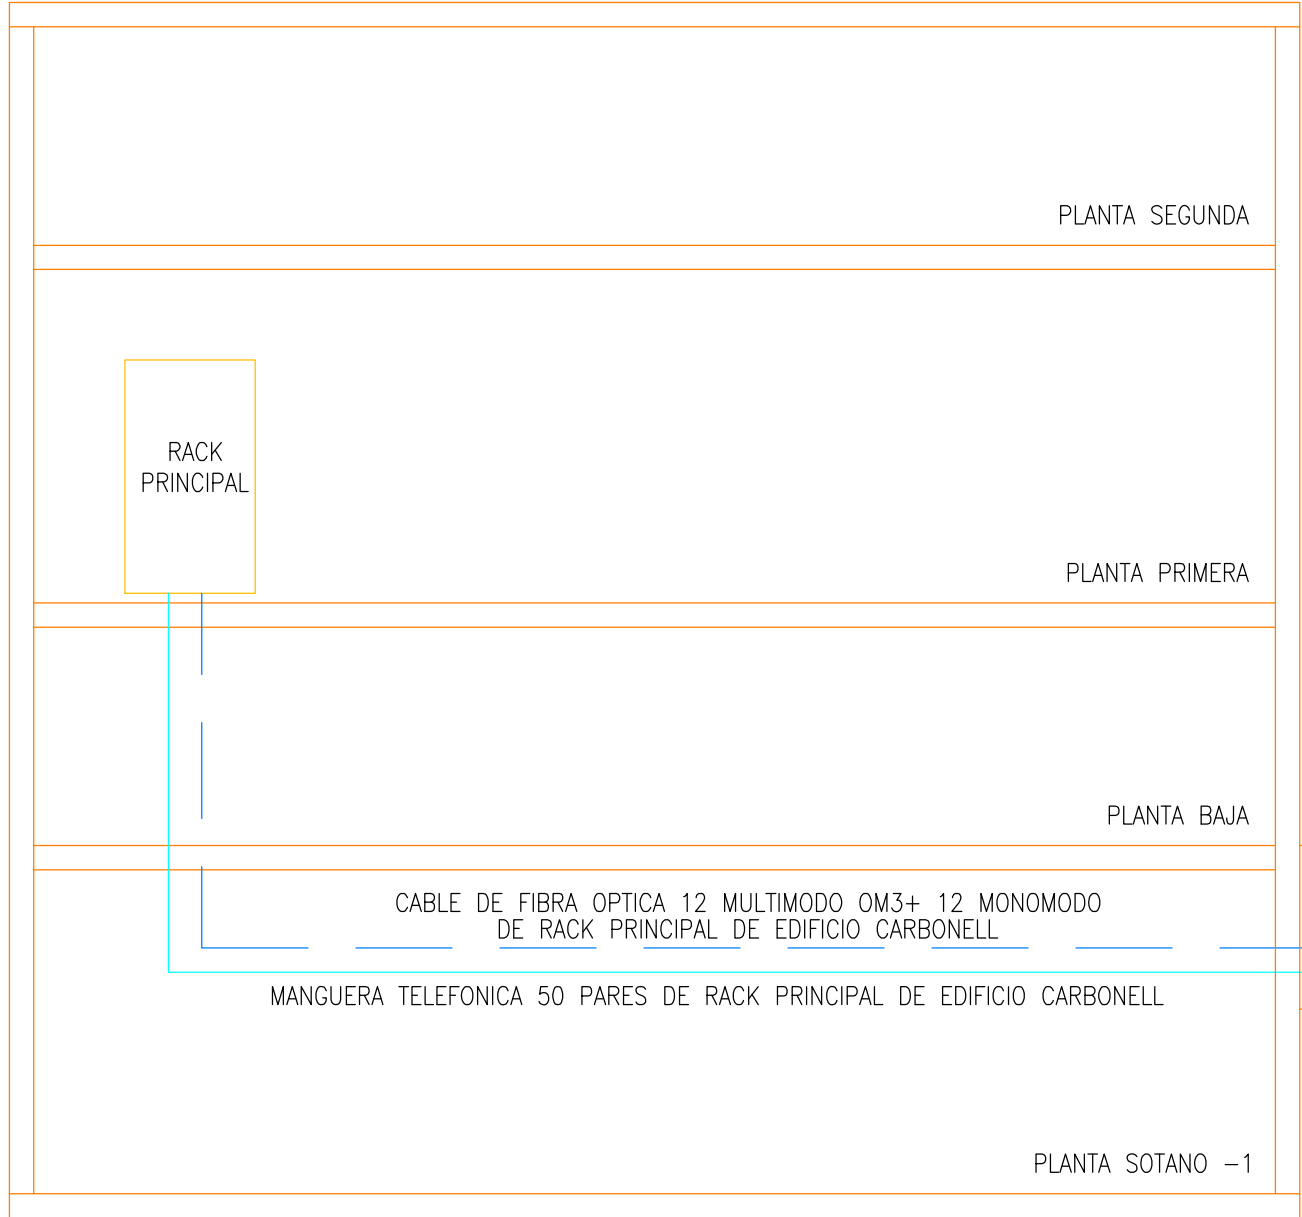 PLANTA SEGUNDA
RACK
PRINCIPAL
PLANTA PRIMERA
PLANTA BAJA
CABLE DE FIBRA OPTICA 12 MULTIMODO OM3+ 12 MONOMODO
DE RACK PRINCIPAL DE EDIFICIO CARBONELL
MANGUERA TELEFONICA 50 PARES DE RACK PRINCIPAL DE EDIFICIO CARBONELL
PLANTA SOTANO -1